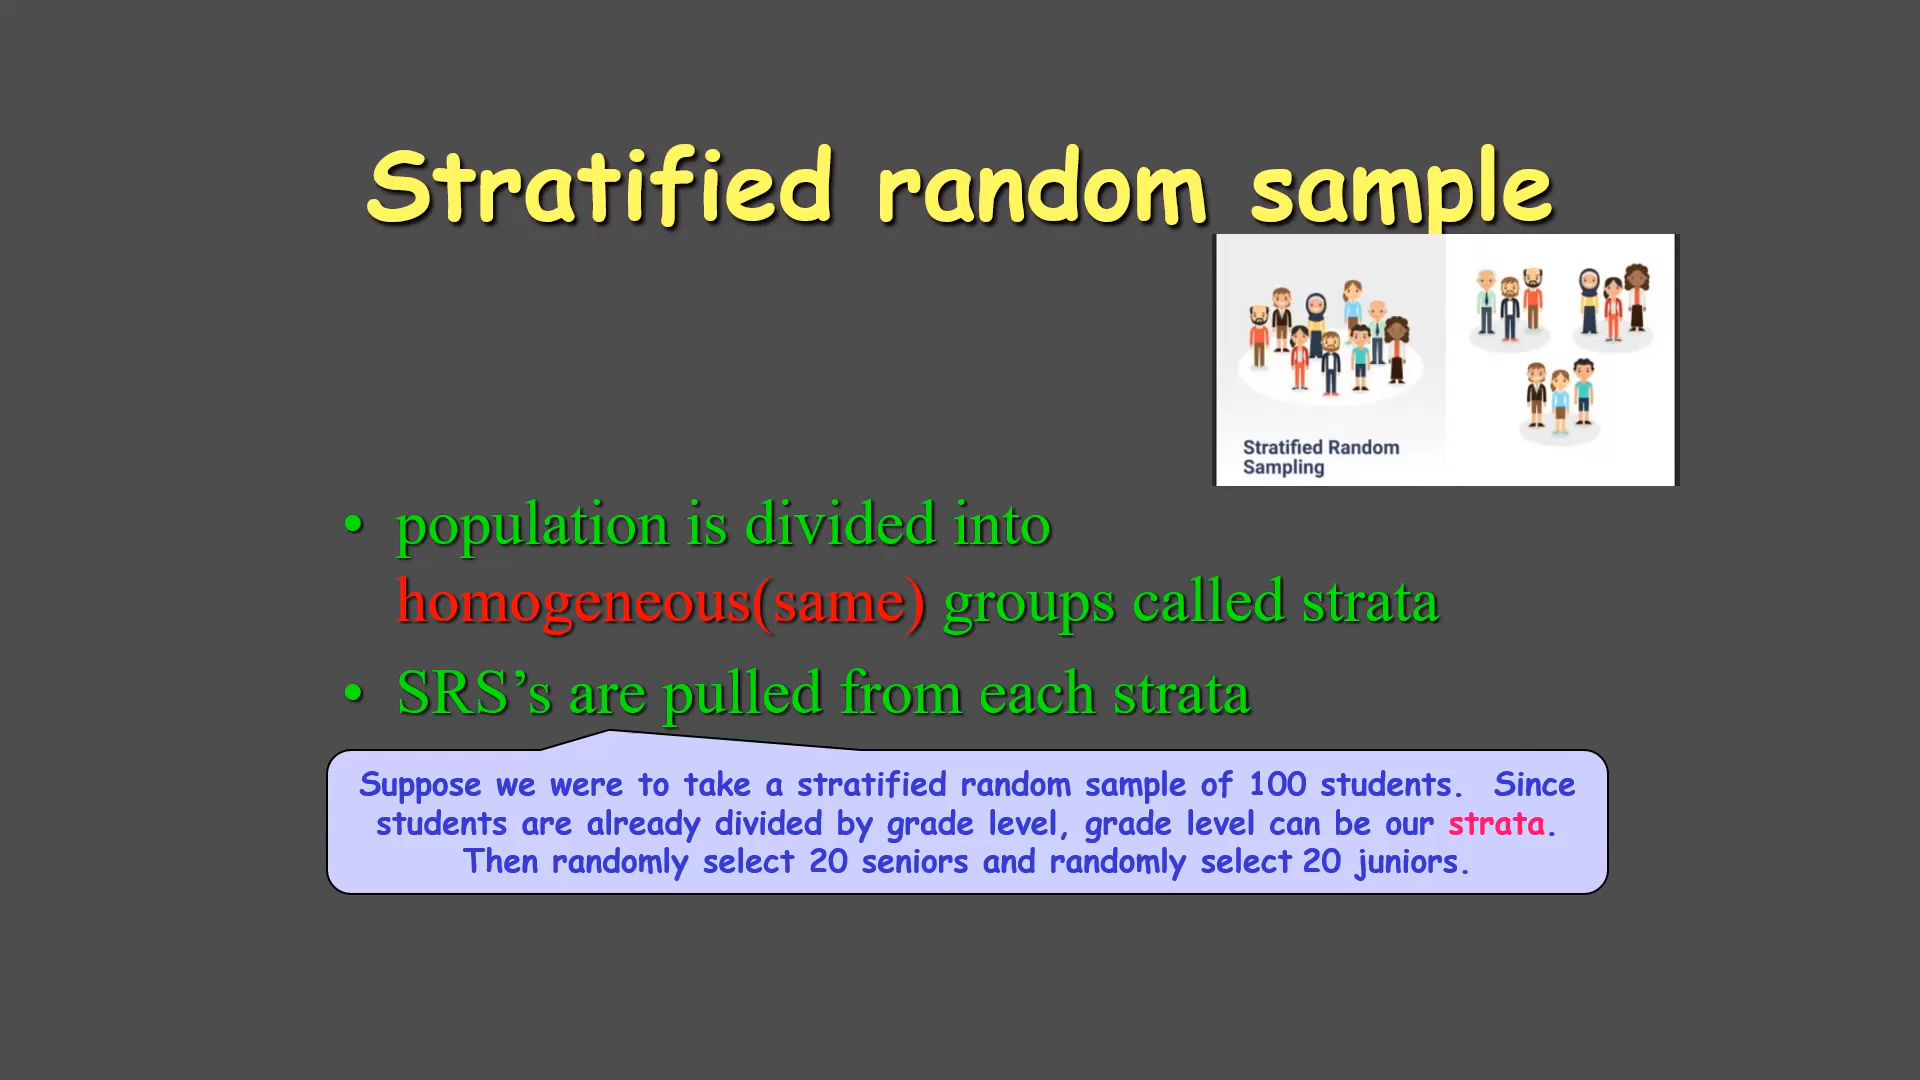 Stratified random sample
Stratified Random
Sampling
• population is divided into
homogeneous(same) groups called strata
• SRS’s are pulled from each strata
Suppose we were to take a stratified random sample of 100 students.  Since
students are already divided by grade level, grade level can be our strata.
Then randomly select 20 seniors and randomly select 20 juniors.